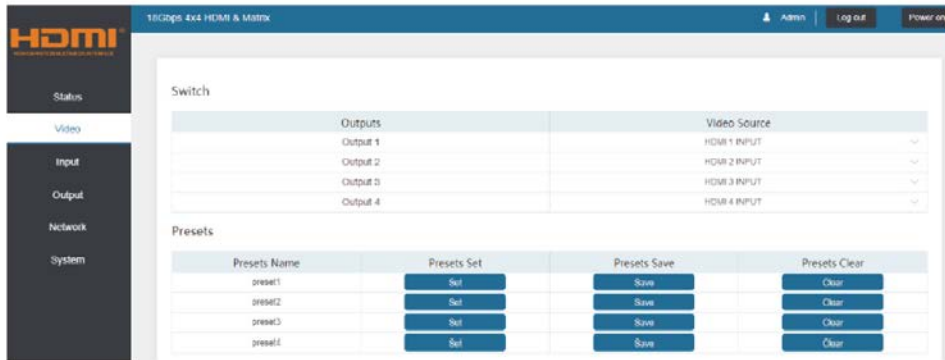 18Gbps 4x4 HDMI & Matrix Admin Log out Power on
HDMI
Status
Video
Input
Output
Network
System
Switch
Outputs Video Source
Output 1 HDMI 1 INPUT
Output 2 HDMI 2 INPUT
Output 3 HDMI 3 INPUT
Output 4 HDMI 4 INPUT
Presets
Presets Name Presets Set Presets Save Presets Clear
preset1 Set Save Clear
preset2 Set Save Clear
preset3 Set Save Clear
preset4 Set Save Clear